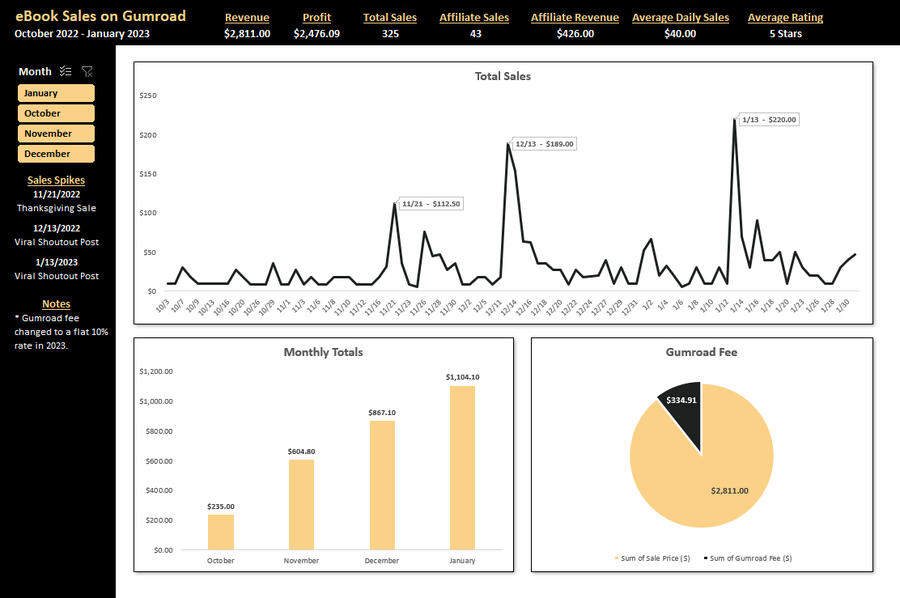 eBook Sales on Gumroad
October 2022 - January 2023
Revenue
$2,811.00
Profit
$2,476.09
Total Sales
325
Affiliate Sales
43
Affiliate Revenue
$426.00
Average Daily Sales
$40.00
Average Rating
5 Stars
Month
January
October
November
December
Sales Spikes
11/21/2022
Thanksgiving Sale
12/13/2022
Viral Shoutout Post
1/13/2023
Viral Shoutout Post
Notes
* Gumroad fee
changed to a flat 10%
rate in 2023.
Total Sales
$250
$200
$150
$100
$50
$0
11/21 - $112.50
12/13 - $189.00
1/13 - $220.00
10/3
10/7
10/9
10/13
10/16
10/20
10/26
10/29
11/1
11/3
11/8
11/10
11/16
11/21
11/23
11/26
11/28
11/30
12/2
12/5
12/11
12/14
12/16
12/18
12/20
12/22
12/24
12/27
12/29
12/31
1/2
1/4
1/6
1/8
1/10
1/12
1/14
1/16
1/18
1/20
1/23
1/26
1/28
1/30
Monthly Totals
$1,200.00
$1,000.00
$800.00
$600.00
$400.00
$200.00
$0.00
$235.00
$604.80
$867.10
$1,104.10
October
November
December
January
Gumroad Fee
$334.91
$2,811.00
Sum of Sale Price ($)
Sum of Gumroad Fee ($)